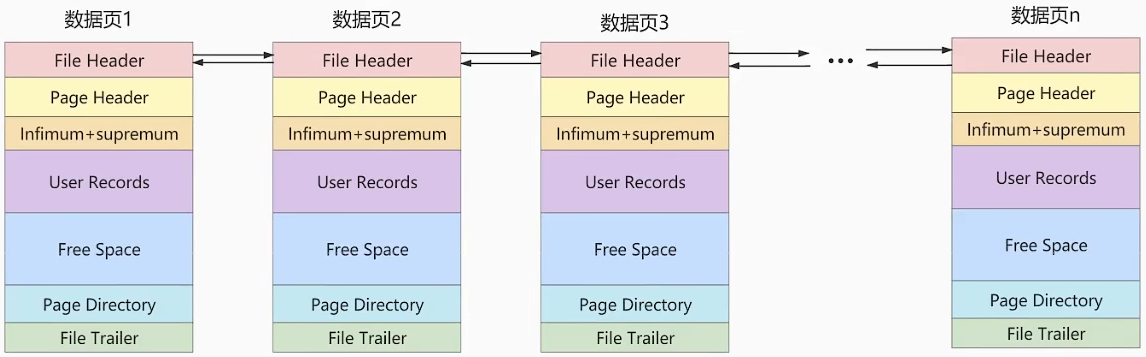 数据页1
File Header
Page Header
Infimum+supremum
User Records
Free Space
Page Directory
File Trailer
数据页2
File Header
Page Header
Infimum+supremum
User Records
Free Space
Page Directory
File Trailer
数据页3
File Header
Page Header
Infimum+supremum
User Records
Free Space
Page Directory
File Trailer
...
数据页n
File Header
Page Header
Infimum+supremum
User Records
Free Space
Page Directory
File Trailer